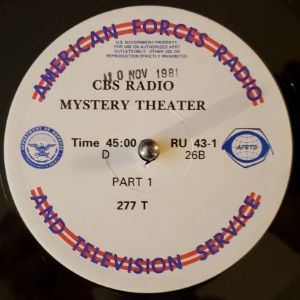 AMERICAN FORCES RADIO
U.S. GOVERNMENT PROPERTY,
FOR USE ON AUTHORIZED AFRT
OUTLETS ONLY. OTHER USE OR
REPRODUCTION STRICTLY PROHIBITED.
10 NOV 1981
CBS RADIO
MYSTERY THEATER
Time 45:00 RU 43-1
D 26B
AFRTS
PART 1
277 T
AND TELEVISION SERVICE